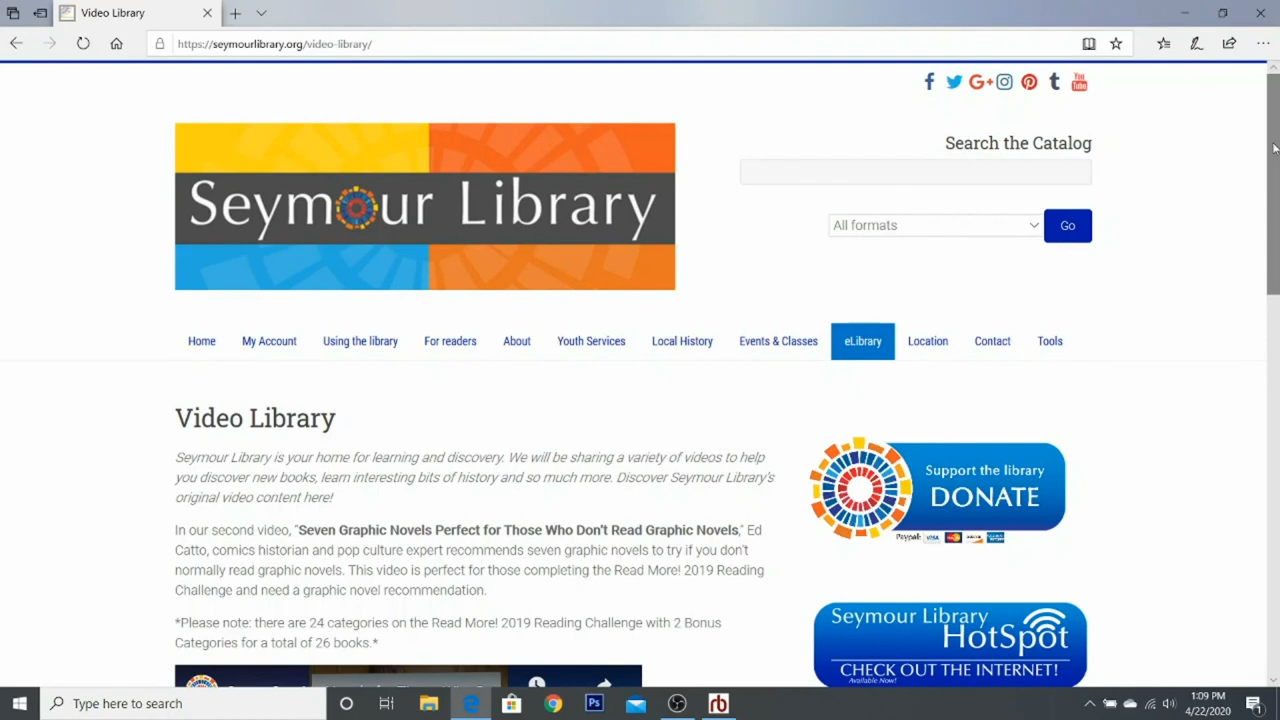 Video Library
https://seymourlibrary.org/video-library/
You
Tube
Seymour Library
Search the Catalog
All formats
Go
Home
My Account
Using the library
For readers
About
Youth Services
Local History
Events & Classes
eLibrary
Location
Contact
Tools
Video Library
Seymour Library is your home for learning and discovery. We will be sharing a variety of videos to help
you discover new books, learn interesting bits of history and so much more. Discover Seymour Library's
original video content here!
In our second video, "Seven Graphic Novels Perfect for Those Who Don't Read Graphic Novels," Ed
Catto, comics historian and pop culture expert recommends seven graphic novels to try if you don't
normally read graphic novels. This video is perfect for those completing the Read More! 2019 Reading
Challenge and need a graphic novel recommendation.
*Please note: there are 24 categories on the Read More! 2019 Reading Challenge with 2 Bonus
Categories for a total of 26 books.*
Support the library
DONATE
Paypal: VISA
Seymour Library
HotSpot
CHECK OUT THE INTERNET!
Available Now!
Type here to search
Ps
rb
1:09 PM
4/22/2020
1